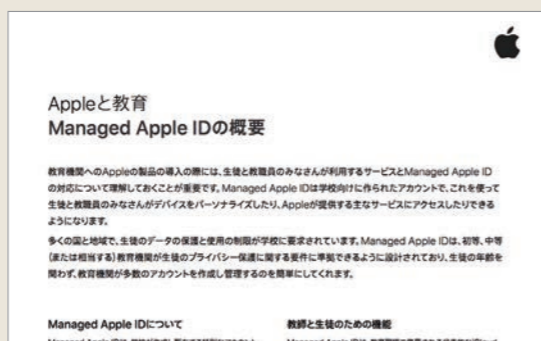 Appleと教育
Managed Apple IDの概要
教育機関へのAppleの製品の導入の際には、生徒と教職員のみなさんが利用するサービスとManaged Apple ID
の対応について理解しておくことが重要です。Managed Apple IDは学校向けに作られたアカウントで、これを使って
生徒と教職員のみなさんがデバイスをパーソナライズしたり、Appleが提供する主なサービスにアクセスしたりできる
ようになります。
多くの国と地域で、生徒のデータの保護と使用の制限が学校に要求されています。Managed Apple IDは、初等、中等
(または相当する)教育機関が生徒のプライバシー保護に関する要件に準拠できるように設計されており、生徒の年齢を
問わず、教育機関が多数のアカウントを作成し管理するのを簡単にしてくれます。
Managed Apple IDについて
教師と生徒のための機能